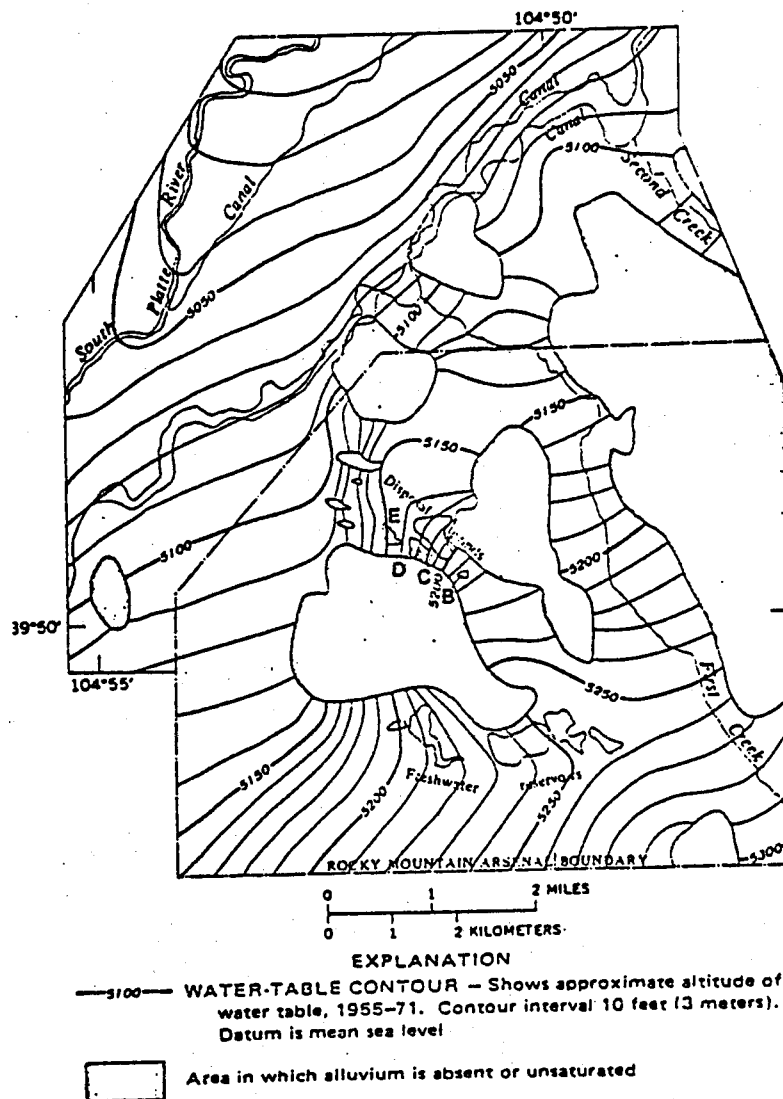 104°50'
5050
Canal
Canal
5100
Second
Creek
River
Canal
Platte
South
5050
5100
5150
5150
Disposal
E
D
C
B
5200
5200
5100
39°50'
104°55'
5250
First
Creek
5150
5200
Freshwater
reservoirs
5250
5300
ROCKY MOUNTAIN ARSENAL BOUNDARY
0 1 2 MILES
0 1 2 KILOMETERS
EXPLANATION
5100 WATER-TABLE CONTOUR – Shows approximate altitude of
water table, 1955–71. Contour interval 10 feet (3 meters).
Datum is mean sea level
Area in which alluvium is absent or unsaturated